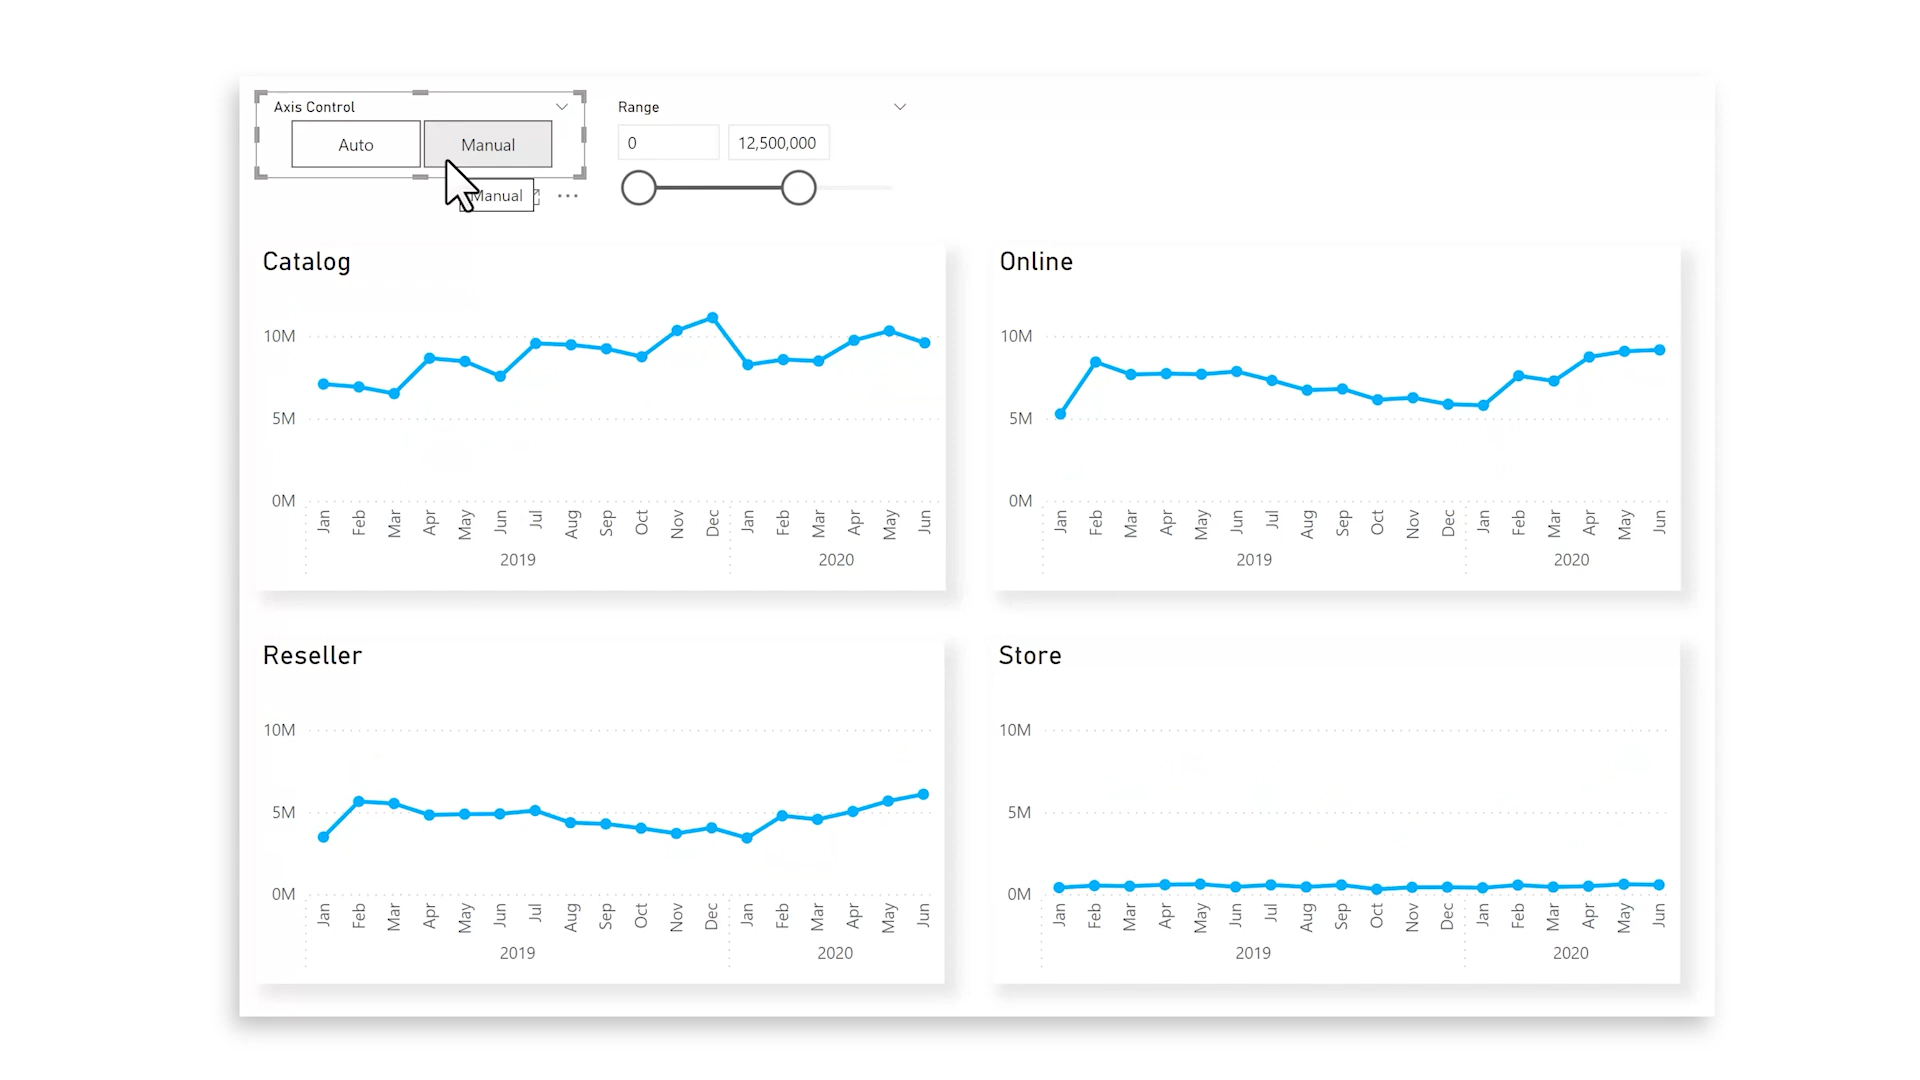 Axis Control
Auto Manual
Manual
Range
0 12,500,000
Catalog
10M
5M
0M
Jan Feb Mar Apr May Jun Jul Aug Sep Oct Nov Dec Jan Feb Mar Apr May Jun
2019 2020
Online
10M
5M
0M
Jan Feb Mar Apr May Jun Jul Aug Sep Oct Nov Dec Jan Feb Mar Apr May Jun
2019 2020
Reseller
10M
5M
0M
Jan Feb Mar Apr May Jun Jul Aug Sep Oct Nov Dec Jan Feb Mar Apr May Jun
2019 2020
Store
10M
5M
0M
Jan Feb Mar Apr May Jun Jul Aug Sep Oct Nov Dec Jan Feb Mar Apr May Jun
2019 2020